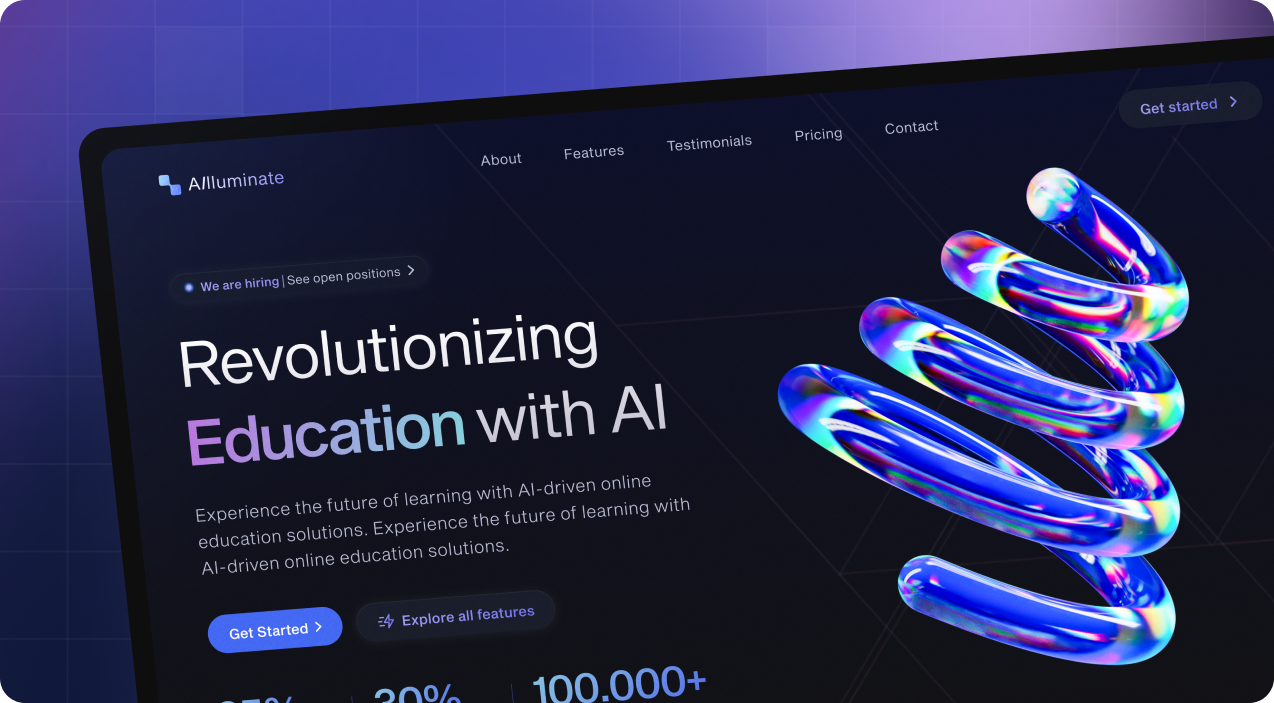 AIlluminate
About
Features
Testimonials
Pricing
Contact
Get started
We are hiring | See open positions
Revolutionizing
Education with AI
Experience the future of learning with AI-driven online
education solutions. Experience the future of learning with
AI-driven online education solutions.
Get Started
Explore all features
30%
100.000+